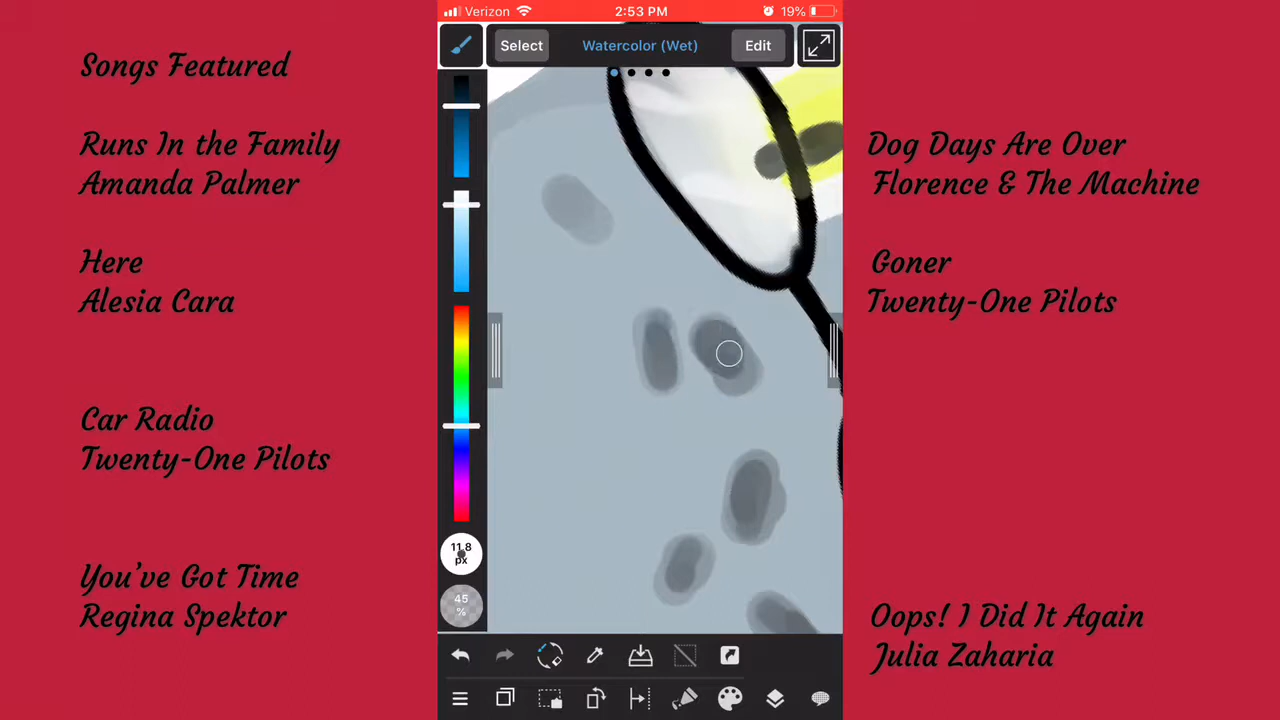 Songs Featured
Runs In the Family
Amanda Palmer
Here
Alesia Cara
Car Radio
Twenty-One Pilots
You've Got Time
Regina Spektor
Verizon
2:53 PM
19%
Select
Watercolor (Wet)
Edit
11.8
px
45
%
Dog Days Are Over
Florence & The Machine
Goner
Twenty-One Pilots
Oops! I Did It Again
Julia Zaharia